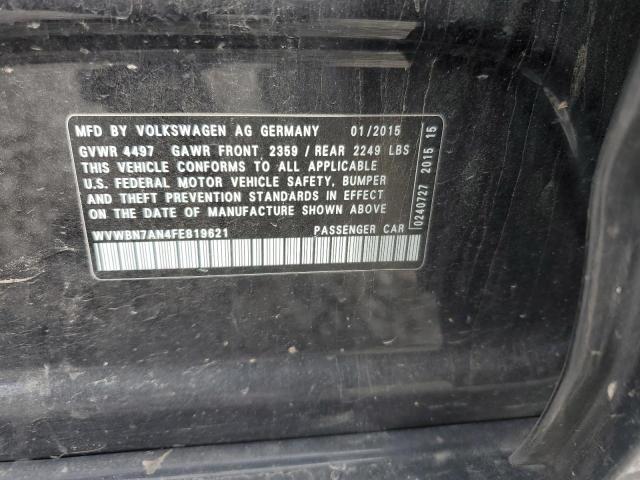 MFD BY VOLKSWAGEN AG GERMANY 01/2015
GVWR 4497 GAWR FRONT 2359 / REAR 2249 LBS
THIS VEHICLE CONFORMS TO ALL APPLICABLE
U.S. FEDERAL MOTOR VEHICLE SAFETY, BUMPER
AND THEFT PREVENTION STANDARDS IN EFFECT
ON THE DATE OF MANUFACTURE SHOWN ABOVE
WVWBN7AN4FE819621 PASSENGER CAR
0240727 2015 15